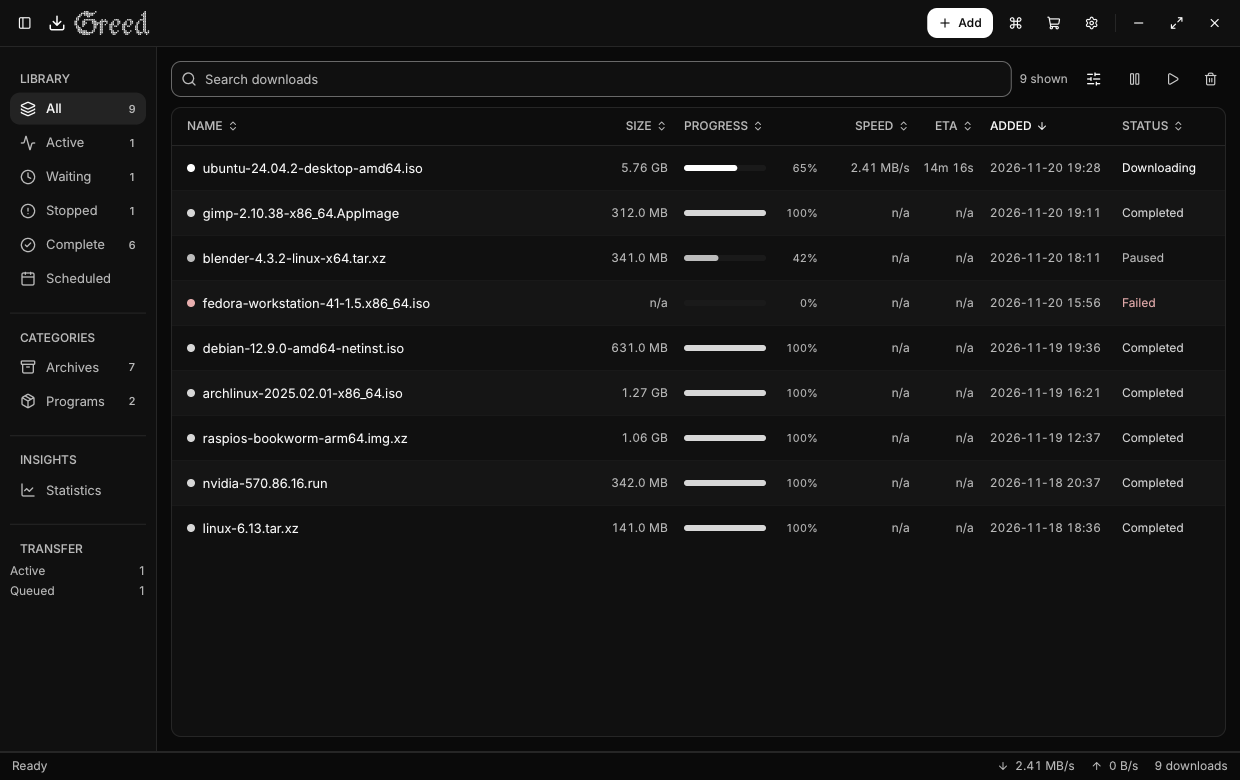 Greed
Add
LIBRARY
All 9
Active 1
Waiting 1
Stopped 1
Complete 6
Scheduled
CATEGORIES
Archives 7
Programs 2
INSIGHTS
Statistics
TRANSFER
Active 1
Queued 1
Search downloads 9 shown
NAME SIZE PROGRESS SPEED ETA ADDED STATUS
ubuntu-24.04.2-desktop-amd64.iso 5.76 GB 65% 2.41 MB/s 14m 16s 2026-11-20 19:28 Downloading
gimp-2.10.38-x86_64.AppImage 312.0 MB 100% n/a n/a 2026-11-20 19:11 Completed
blender-4.3.2-linux-x64.tar.xz 341.0 MB 42% n/a n/a 2026-11-20 18:11 Paused
fedora-workstation-41-1.5.x86_64.iso n/a 0% n/a n/a 2026-11-20 15:56 Failed
debian-12.9.0-amd64-netinst.iso 631.0 MB 100% n/a n/a 2026-11-19 19:36 Completed
archlinux-2025.02.01-x86_64.iso 1.27 GB 100% n/a n/a 2026-11-19 16:21 Completed
raspios-bookworm-arm64.img.xz 1.06 GB 100% n/a n/a 2026-11-19 12:37 Completed
nvidia-570.86.16.run 342.0 MB 100% n/a n/a 2026-11-18 20:37 Completed
linux-6.13.tar.xz 141.0 MB 100% n/a n/a 2026-11-18 18:36 Completed
Ready 2.41 MB/s 0 B/s 9 downloads